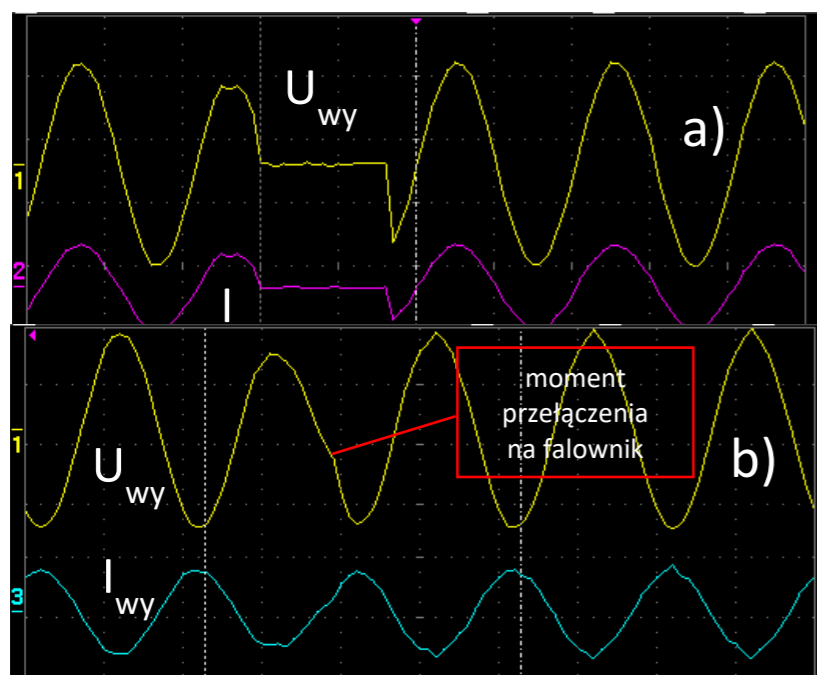 U wy
a)
1
2
I
moment
przełączenia
na falownik
1
U wy
b)
I wy
3